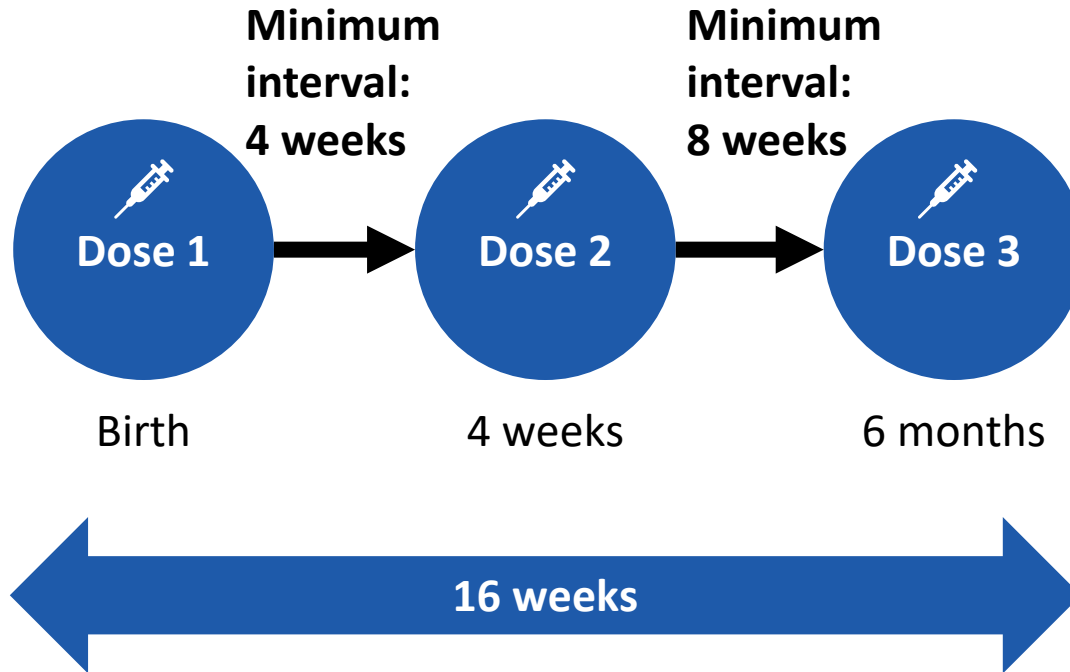 Minimum
interval:
4 weeks
Minimum
interval:
8 weeks
Dose 1
Dose 2
Dose 3
Birth
4 weeks
6 months
16 weeks